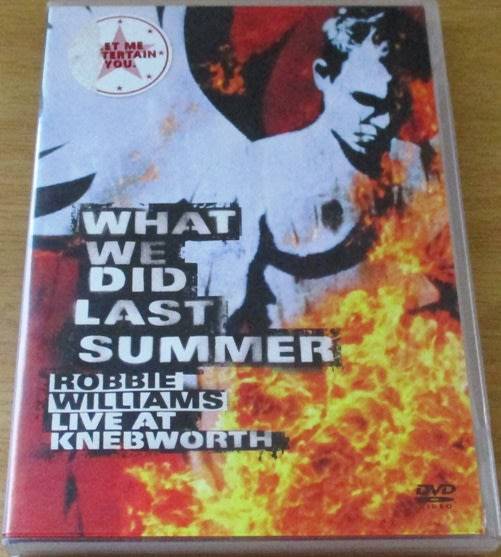 ET ME
TERTAIN
YOU.
WHAT
WE
DID
LAST
SUMMER
ROBBIE
WILLIAMS
LIVE AT
KNEBWORTH
DVD
VIDEO